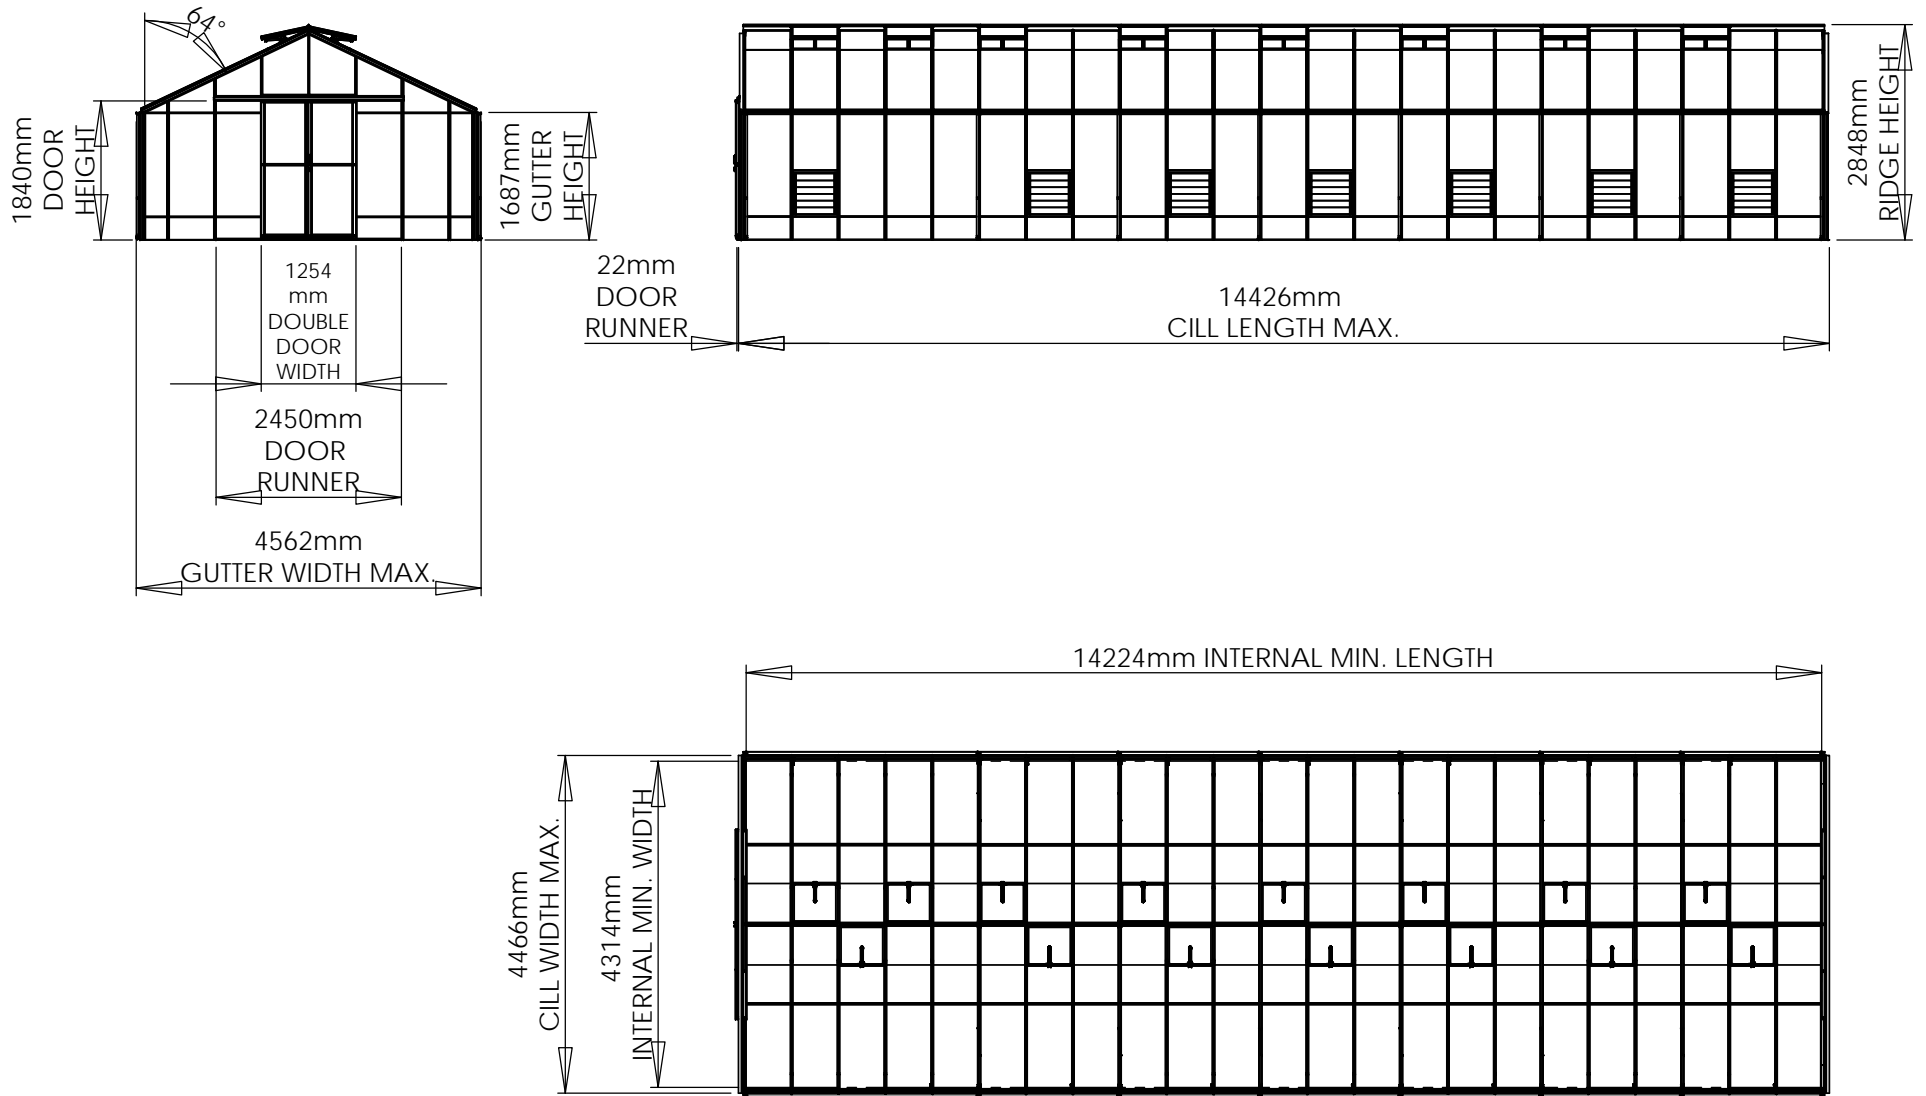 64°
1840mm
DOOR
HEIGHT
1687mm
GUTTER
HEIGHT
1254
mm
DOUBLE
DOOR
WIDTH
2450mm
DOOR
RUNNER
4562mm
GUTTER WIDTH MAX.
22mm
DOOR
RUNNER
14426mm
CILL LENGTH MAX.
2848mm
RIDGE HEIGHT
14224mm INTERNAL MIN. LENGTH
4466mm
CILL WIDTH MAX.
4314mm
INTERNAL MIN. WIDTH